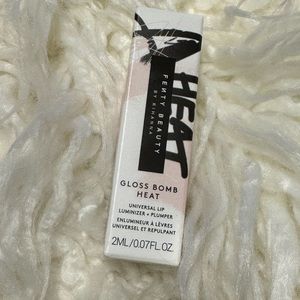 HEAT
FENTY BEAUTY
BY RIHANNA
GLOSS BOMB
HEAT
UNIVERSAL LIP
LUMINIZER + PLUMPER
ENLUMINEUR À LÈVRES
UNIVERSEL ET REPULPANT
2ML/0.07FL.OZ